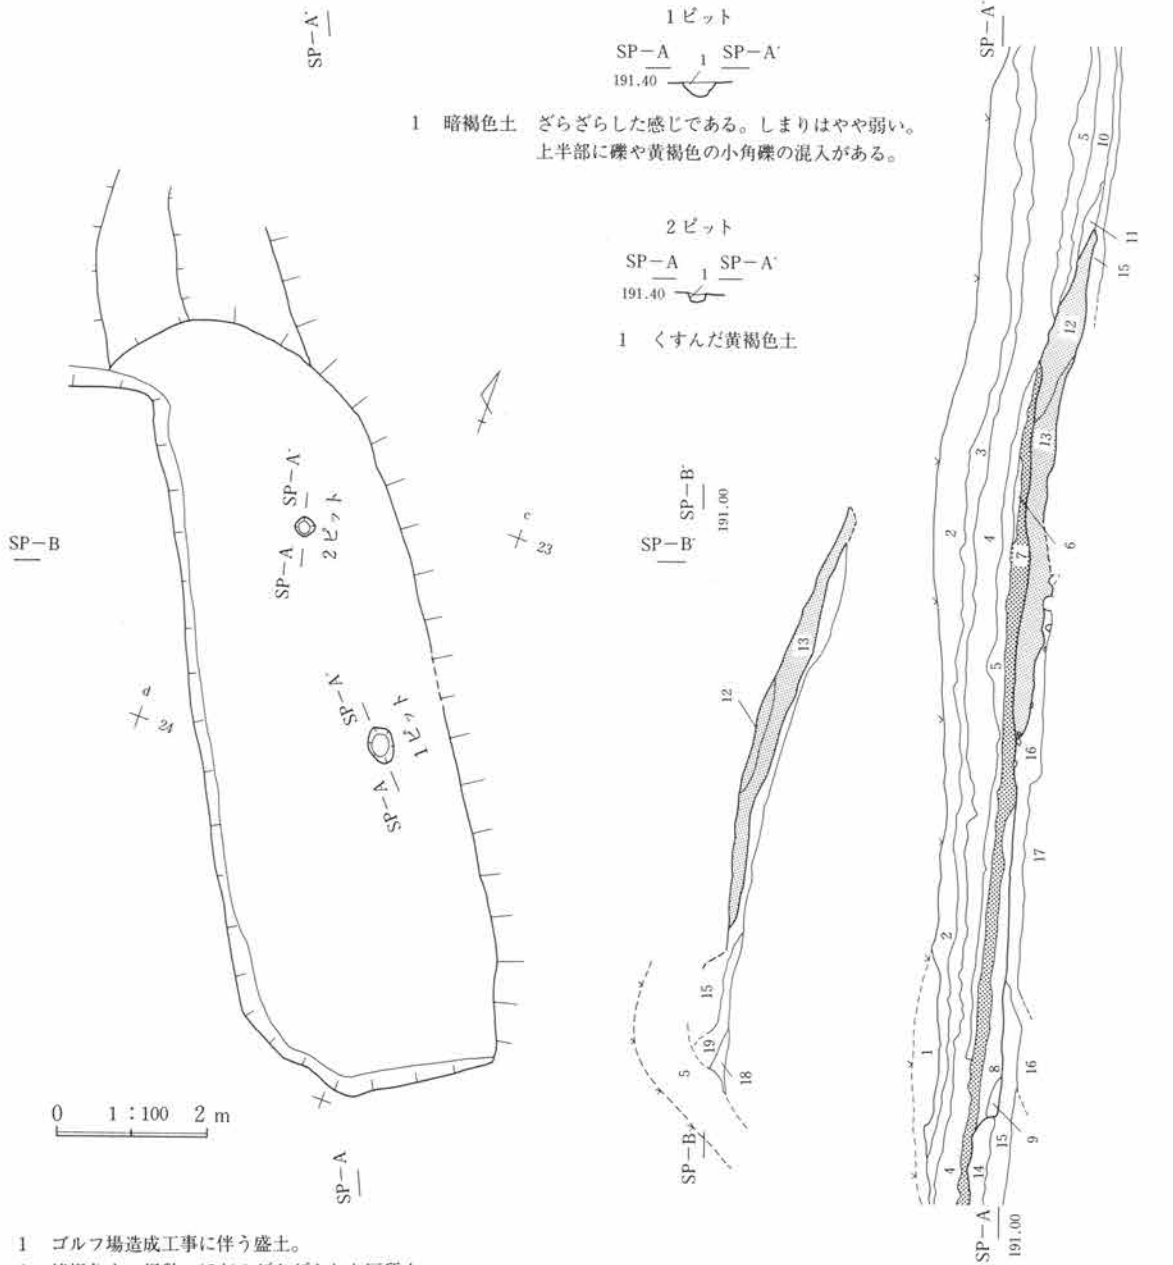 SP-A'
1ピット
SP-A 1 SP-A'
191.40
1 暗褐色土 ざらざらした感じである。しまりはやや弱い。
上半部に礫や黄褐色の小角礫の混入がある。
2ピット
SP-A 1 SP-A'
191.40
1 くすんだ黄褐色土
SP-A'
5
10
11
15
12
13
3
2
4
7
6
5
16
17
2
1
8
16
9
15
14
4
SP-A
191.00
SP-B
SP-B'
SP-B'
191.00
13
12
15
19
18
5
SP-B
SP-A'
2ピット
SP-A
c
23
d
24
SP-A'
1ピット
SP-A
0 1:100 2m
SP-A
1 ゴルフ場造成工事に伴う盛土。